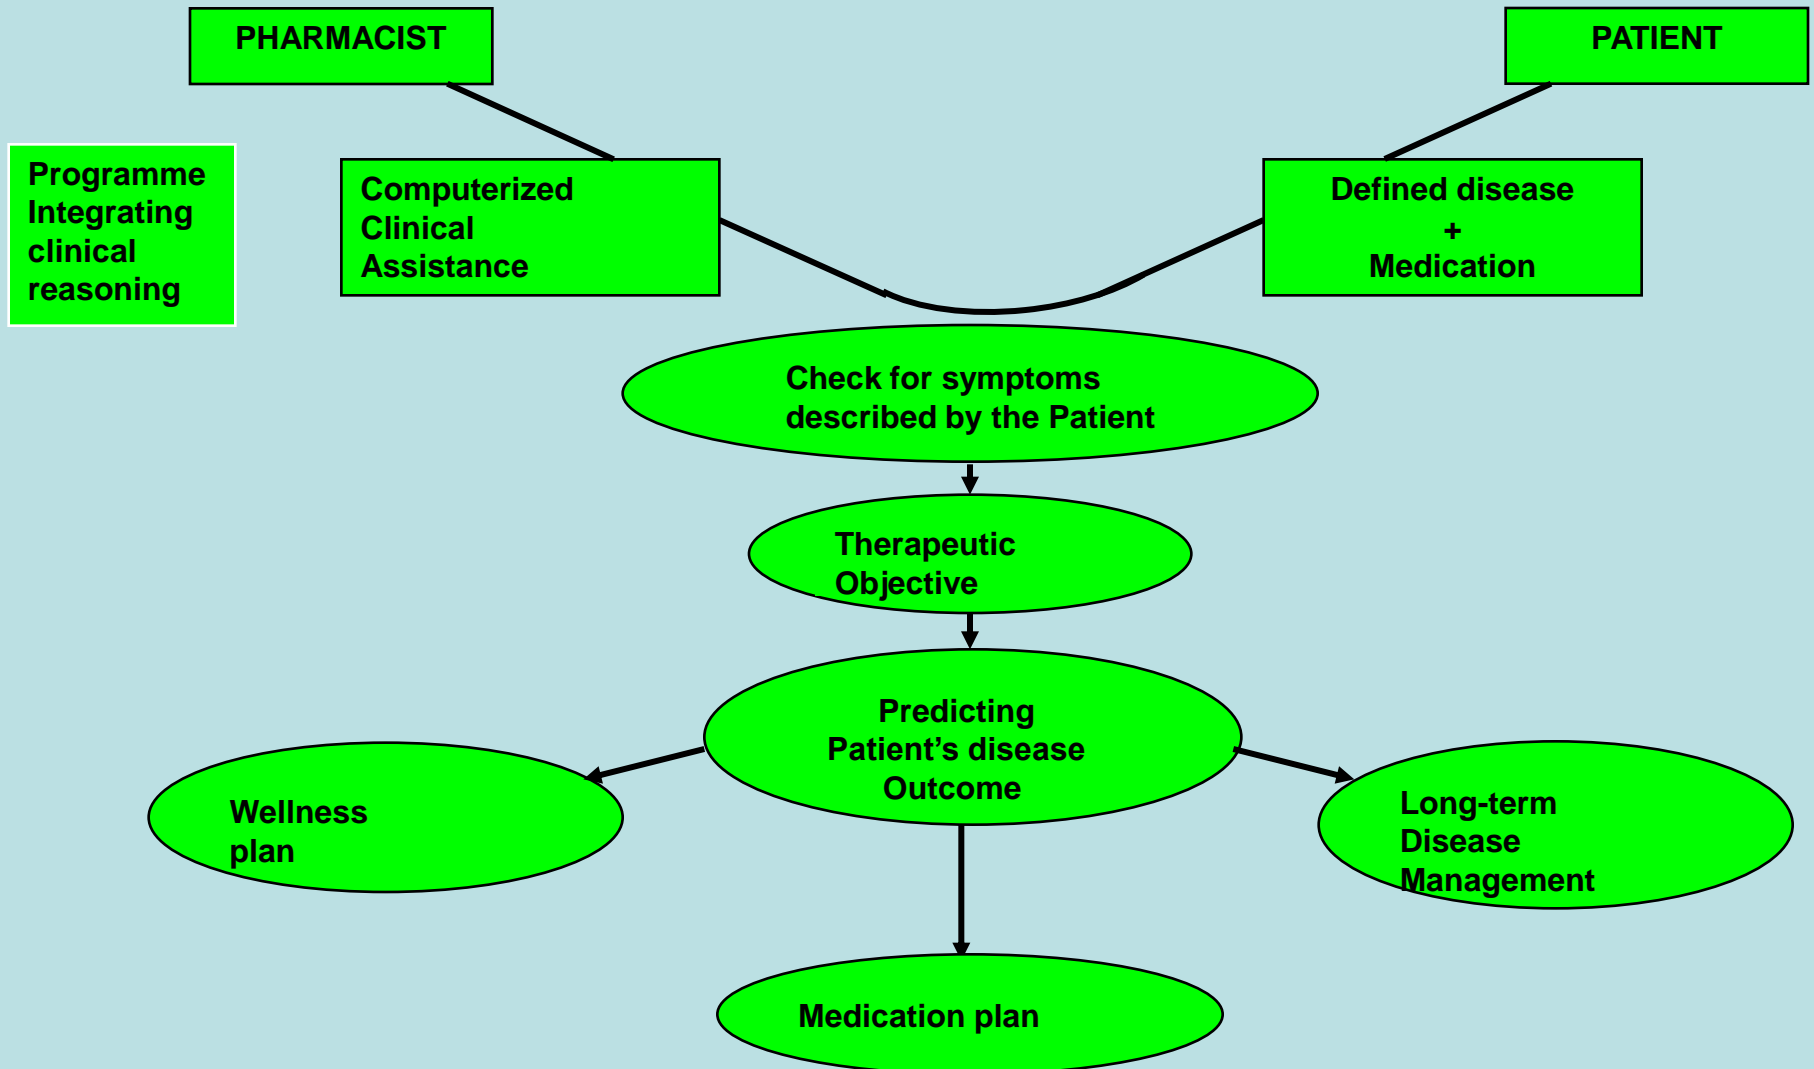 PHARMACIST
PATIENT
Programme
Integrating
clinical
reasoning
Computerized
Clinical
Assistance
Defined disease
+
Medication
Check for symptoms
described by the Patient
Therapeutic
Objective
Predicting
Patient’s disease
Outcome
Wellness
plan
Long-term
Disease
Management
Medication plan